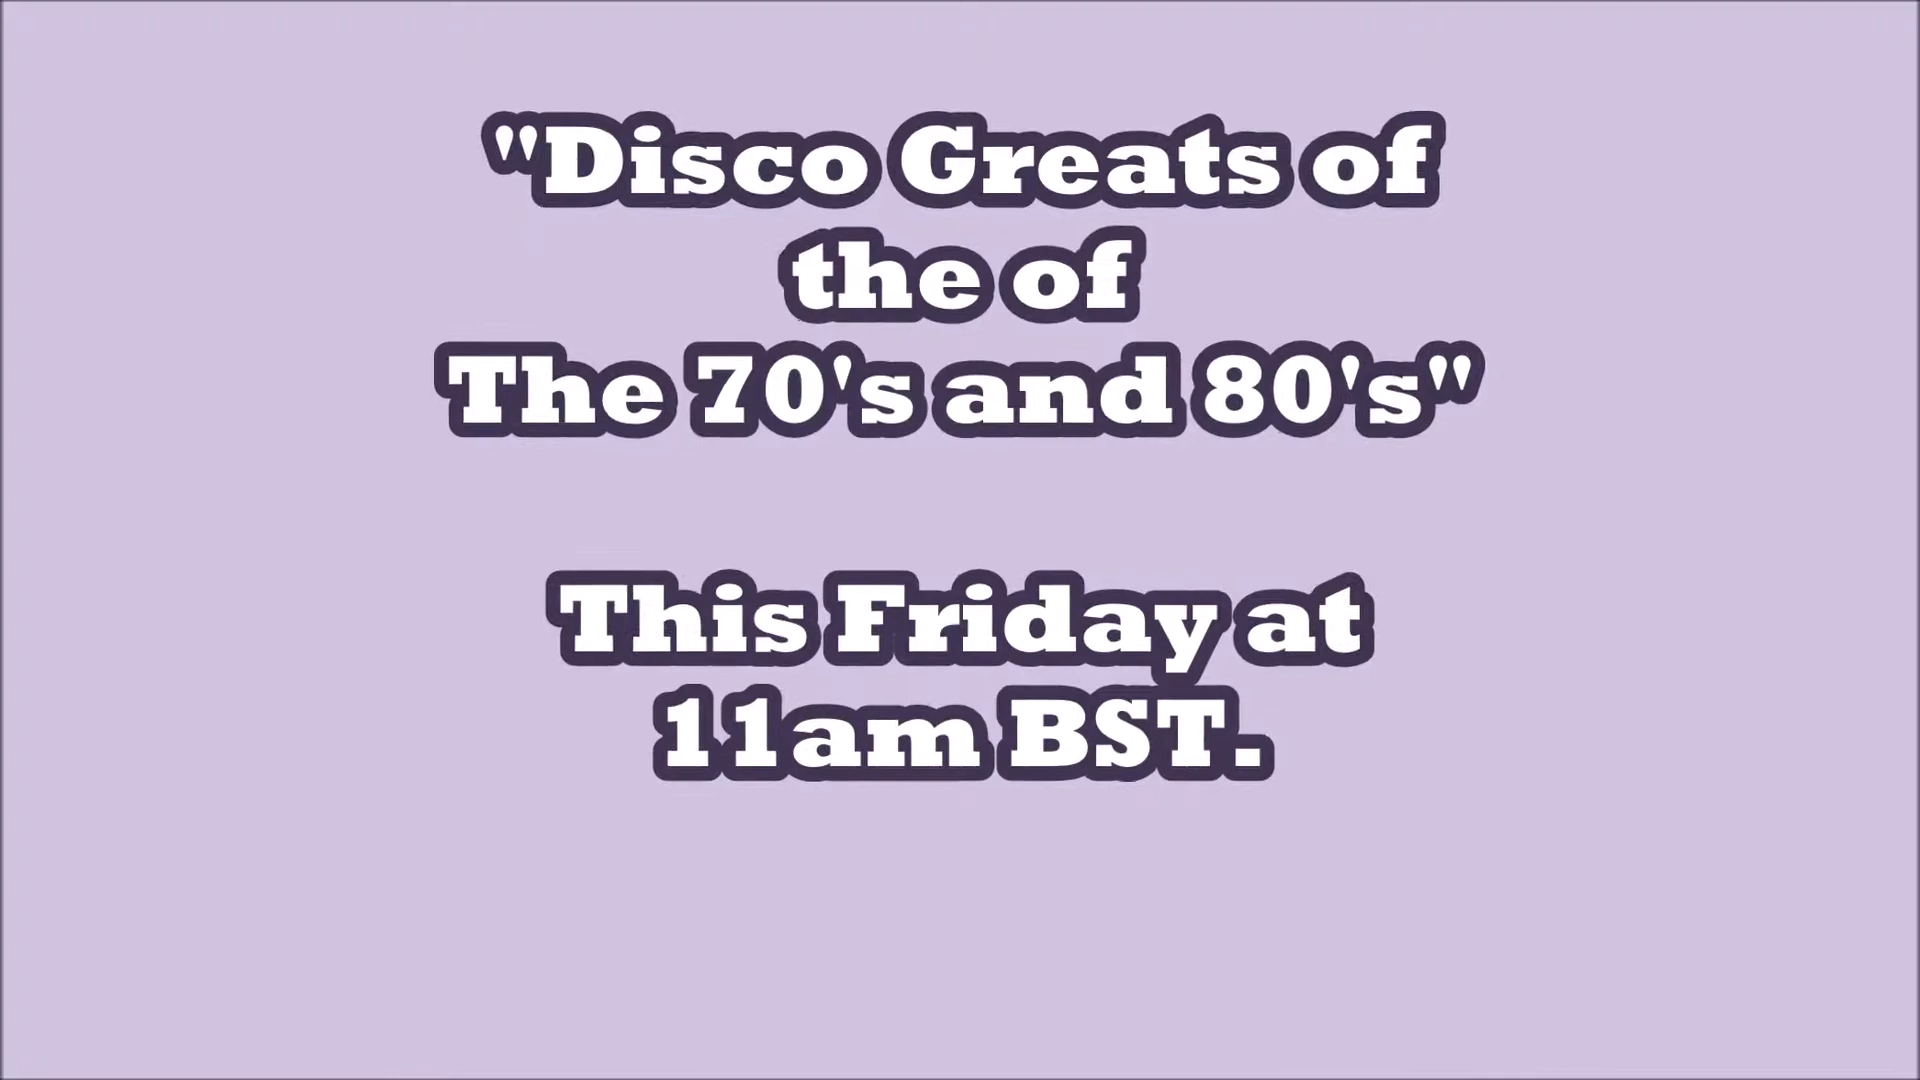 "Disco Greats of
the of
The 70's and 80's"
This Friday at
11am BST.